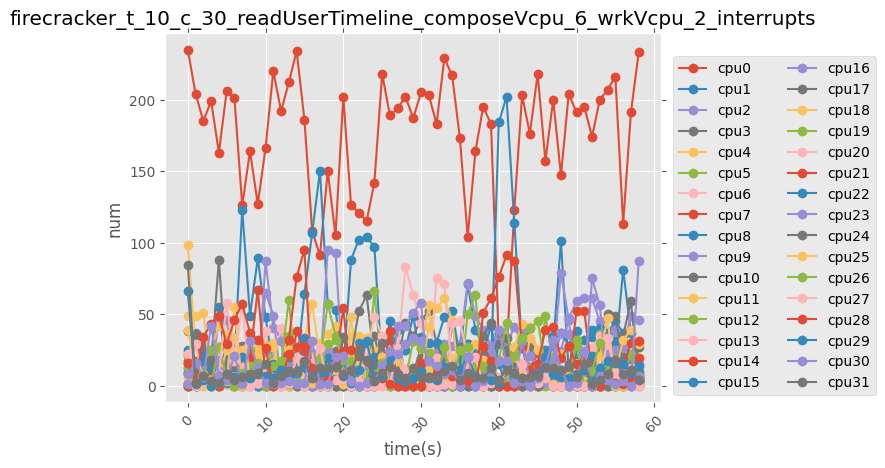 firecracker_t_10_c_30_readUserTimeline_composeVcpu_6_wrkVcpu_2_interrupts
num
200
150
100
50
0
0
10
20
30
40
50
60
time(s)
cpu0
cpu1
cpu2
cpu3
cpu4
cpu5
cpu6
cpu7
cpu8
cpu9
cpu10
cpu11
cpu12
cpu13
cpu14
cpu15
cpu16
cpu17
cpu18
cpu19
cpu20
cpu21
cpu22
cpu23
cpu24
cpu25
cpu26
cpu27
cpu28
cpu29
cpu30
cpu31